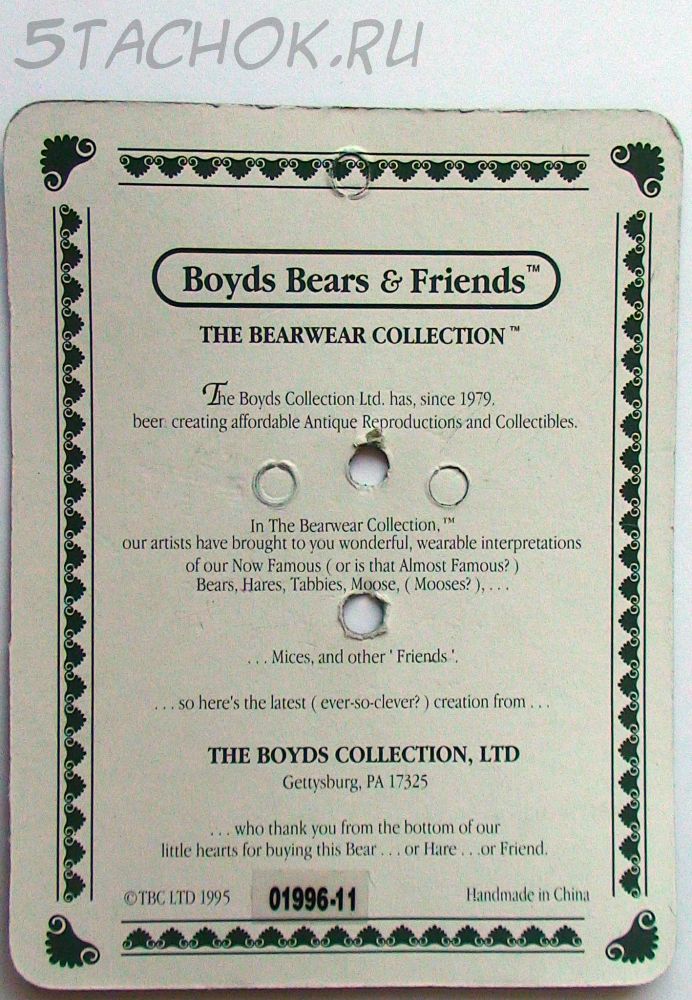 5TACHOK.RU
Boyds Bears & Friends™
THE BEARWEAR COLLECTION™
The Boyds Collection Ltd. has, since 1979.
beer. creating affordable Antique Reproductions and Collectibles.
In The Bearwear Collection,™
our artists have brought to you wonderful, wearable interpretations
of our Now Famous ( or is that Almost Famous? )
Bears, Hares, Tabbies, Moose, ( Mooses? ), . . .
. . . Mices, and other ' Friends '.
. . . so here's the latest ( ever-so-clever? ) creation from . . .
THE BOYDS COLLECTION, LTD
Gettysburg, PA 17325
. . . who thank you from the bottom of our
little hearts for buying this Bear . . . or Hare . . .or Friend.
©TBC LTD 1995 01996-11 Handmade in China